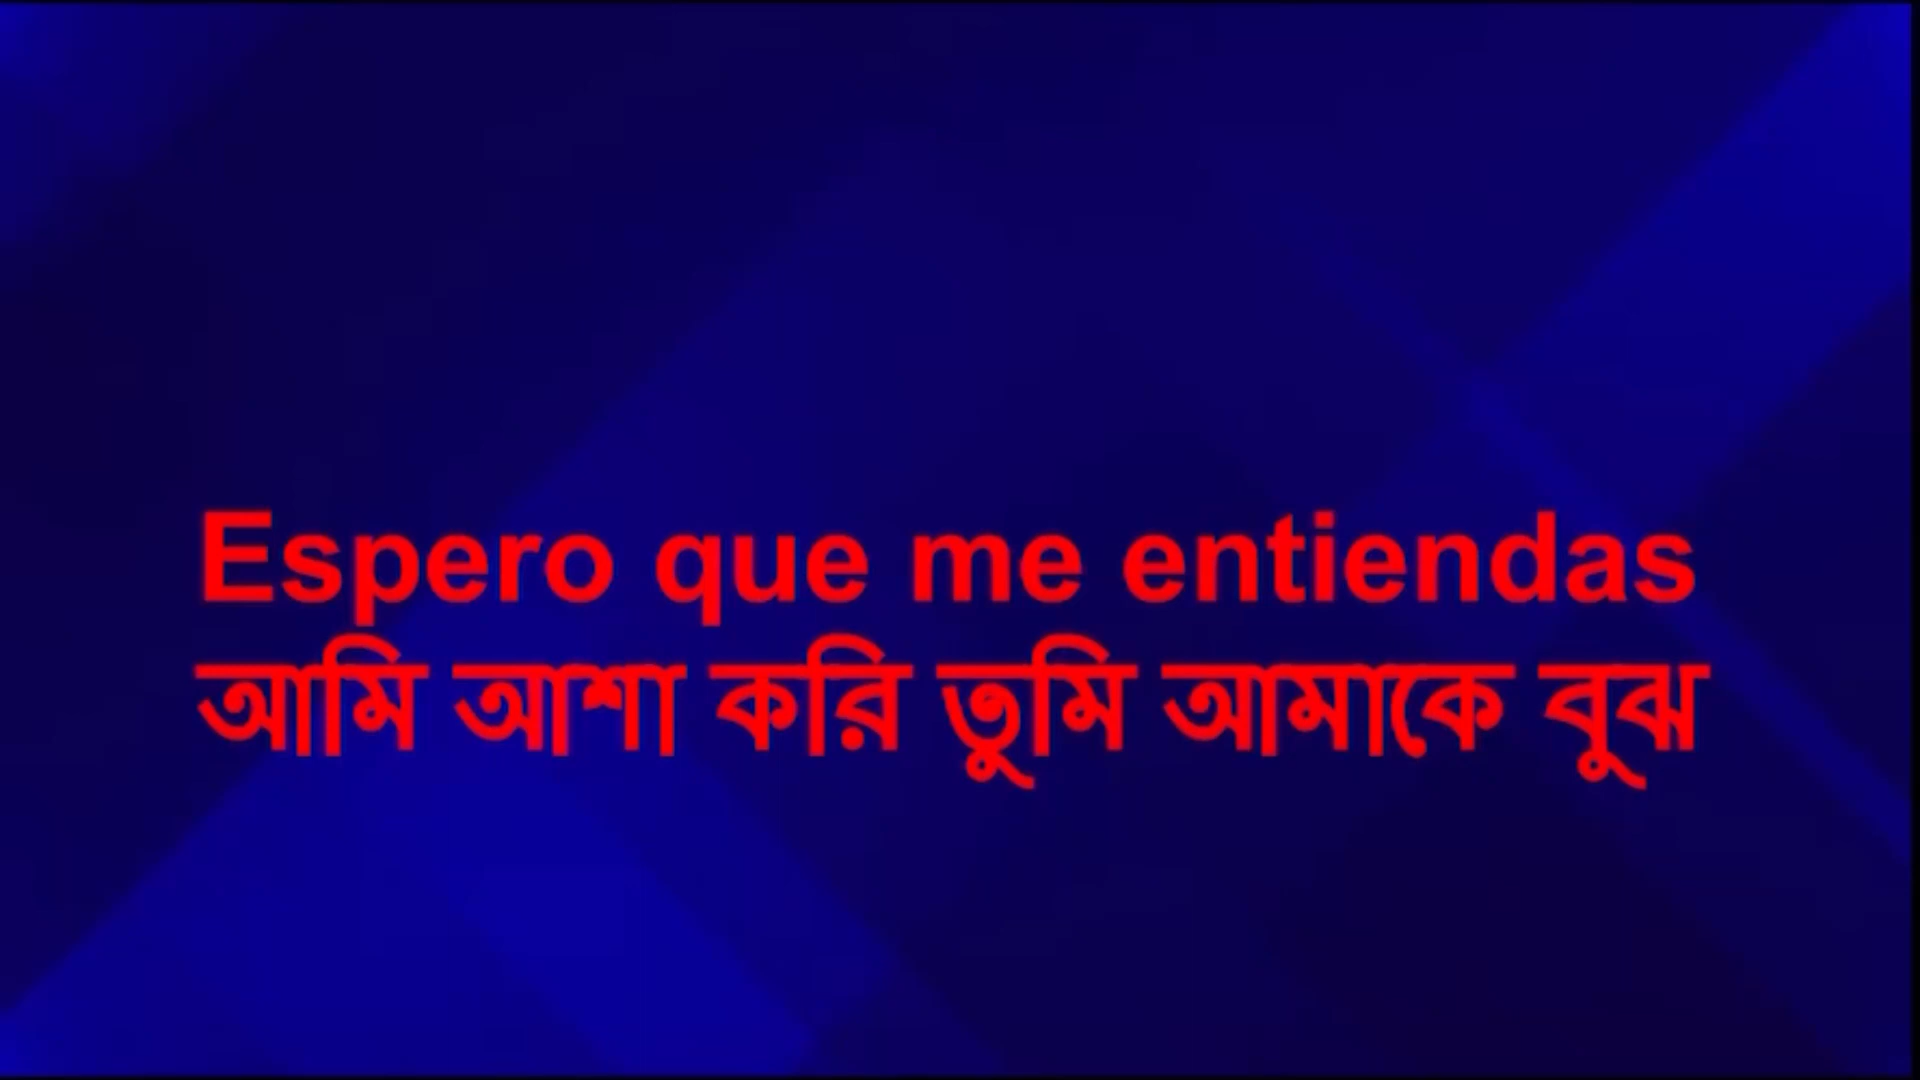 Espero que me entiendas
আমি আশা করি তুমি আমাকে বুঝ